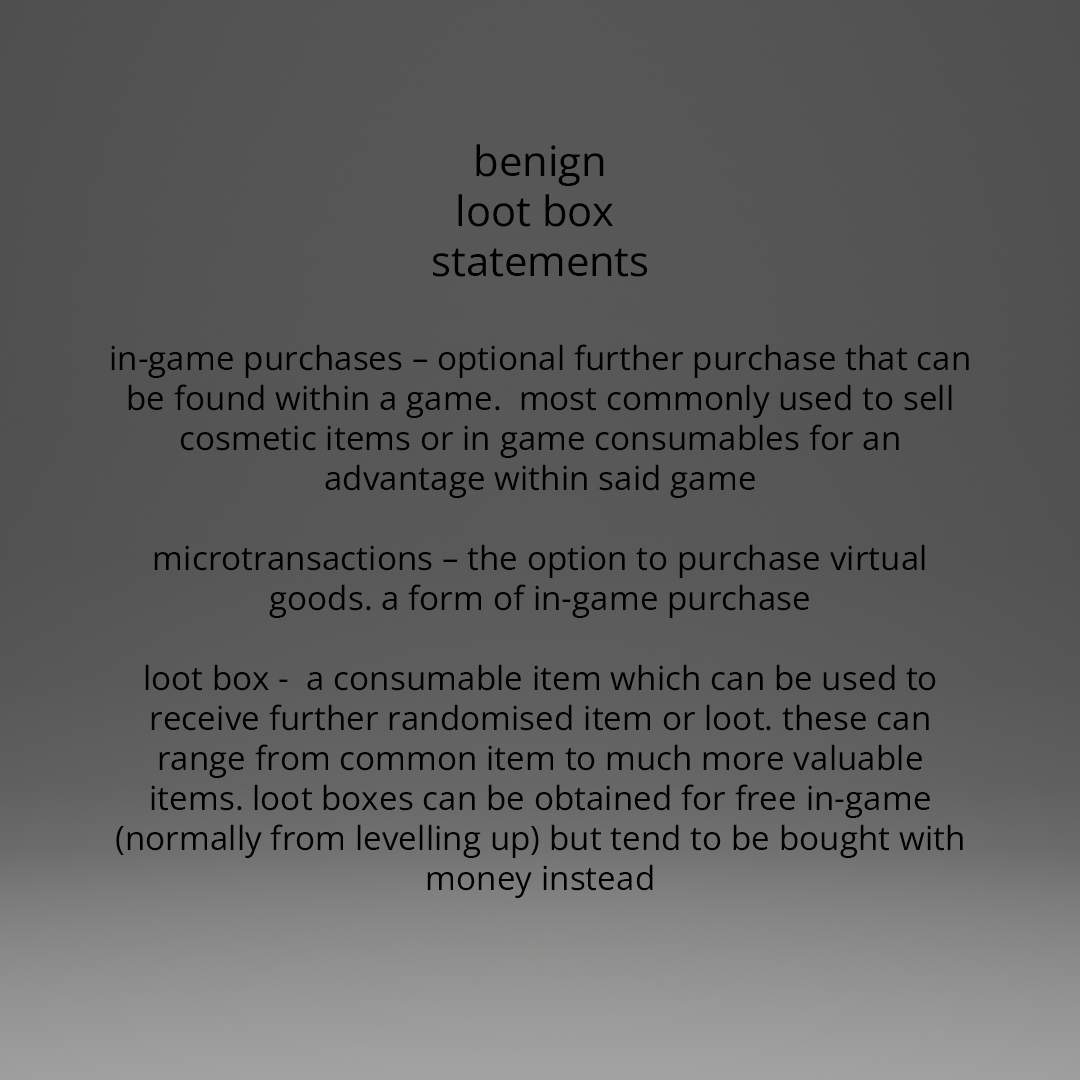 benign
loot box
statements
in-game purchases – optional further purchase that can
be found within a game.  most commonly used to sell
cosmetic items or in game consumables for an
advantage within said game
microtransactions – the option to purchase virtual
goods. a form of in-game purchase
loot box -  a consumable item which can be used to
receive further randomised item or loot. these can
range from common item to much more valuable
items. loot boxes can be obtained for free in-game
(normally from levelling up) but tend to be bought with
money instead